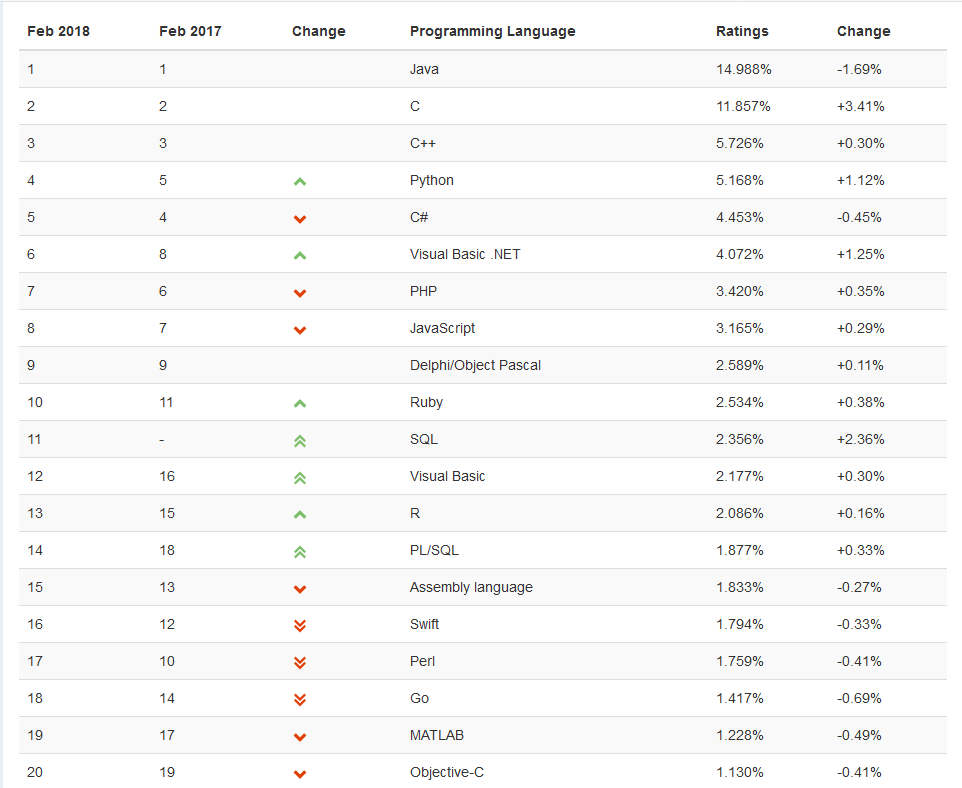 Feb 2018 Feb 2017 Change Programming Language Ratings Change
1 1 Java 14.988% -1.69%
2 2 C 11.857% +3.41%
3 3 C++ 5.726% +0.30%
4 5 Python 5.168% +1.12%
5 4 C# 4.453% -0.45%
6 8 Visual Basic .NET 4.072% +1.25%
7 6 PHP 3.420% +0.35%
8 7 JavaScript 3.165% +0.29%
9 9 Delphi/Object Pascal 2.589% +0.11%
10 11 Ruby 2.534% +0.38%
11 - SQL 2.356% +2.36%
12 16 Visual Basic 2.177% +0.30%
13 15 R 2.086% +0.16%
14 18 PL/SQL 1.877% +0.33%
15 13 Assembly language 1.833% -0.27%
16 12 Swift 1.794% -0.33%
17 10 Perl 1.759% -0.41%
18 14 Go 1.417% -0.69%
19 17 MATLAB 1.228% -0.49%
20 19 Objective-C 1.130% -0.41%